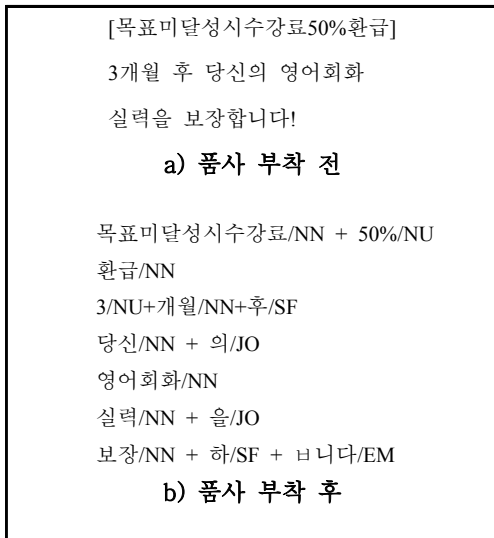 [목표미달성시수강료50%환급]
3개월 후 당신의 영어회화
실력을 보장합니다!
a) 품사 부착 전
목표미달성시수강료/NN + 50%/NU
환급/NN
3/NU+개월/NN+후/SF
당신/NN + 의/JO
영어회화/NN
실력/NN + 을/JO
보장/NN + 하/SF + ㅂ니다/EM
b) 품사 부착 후